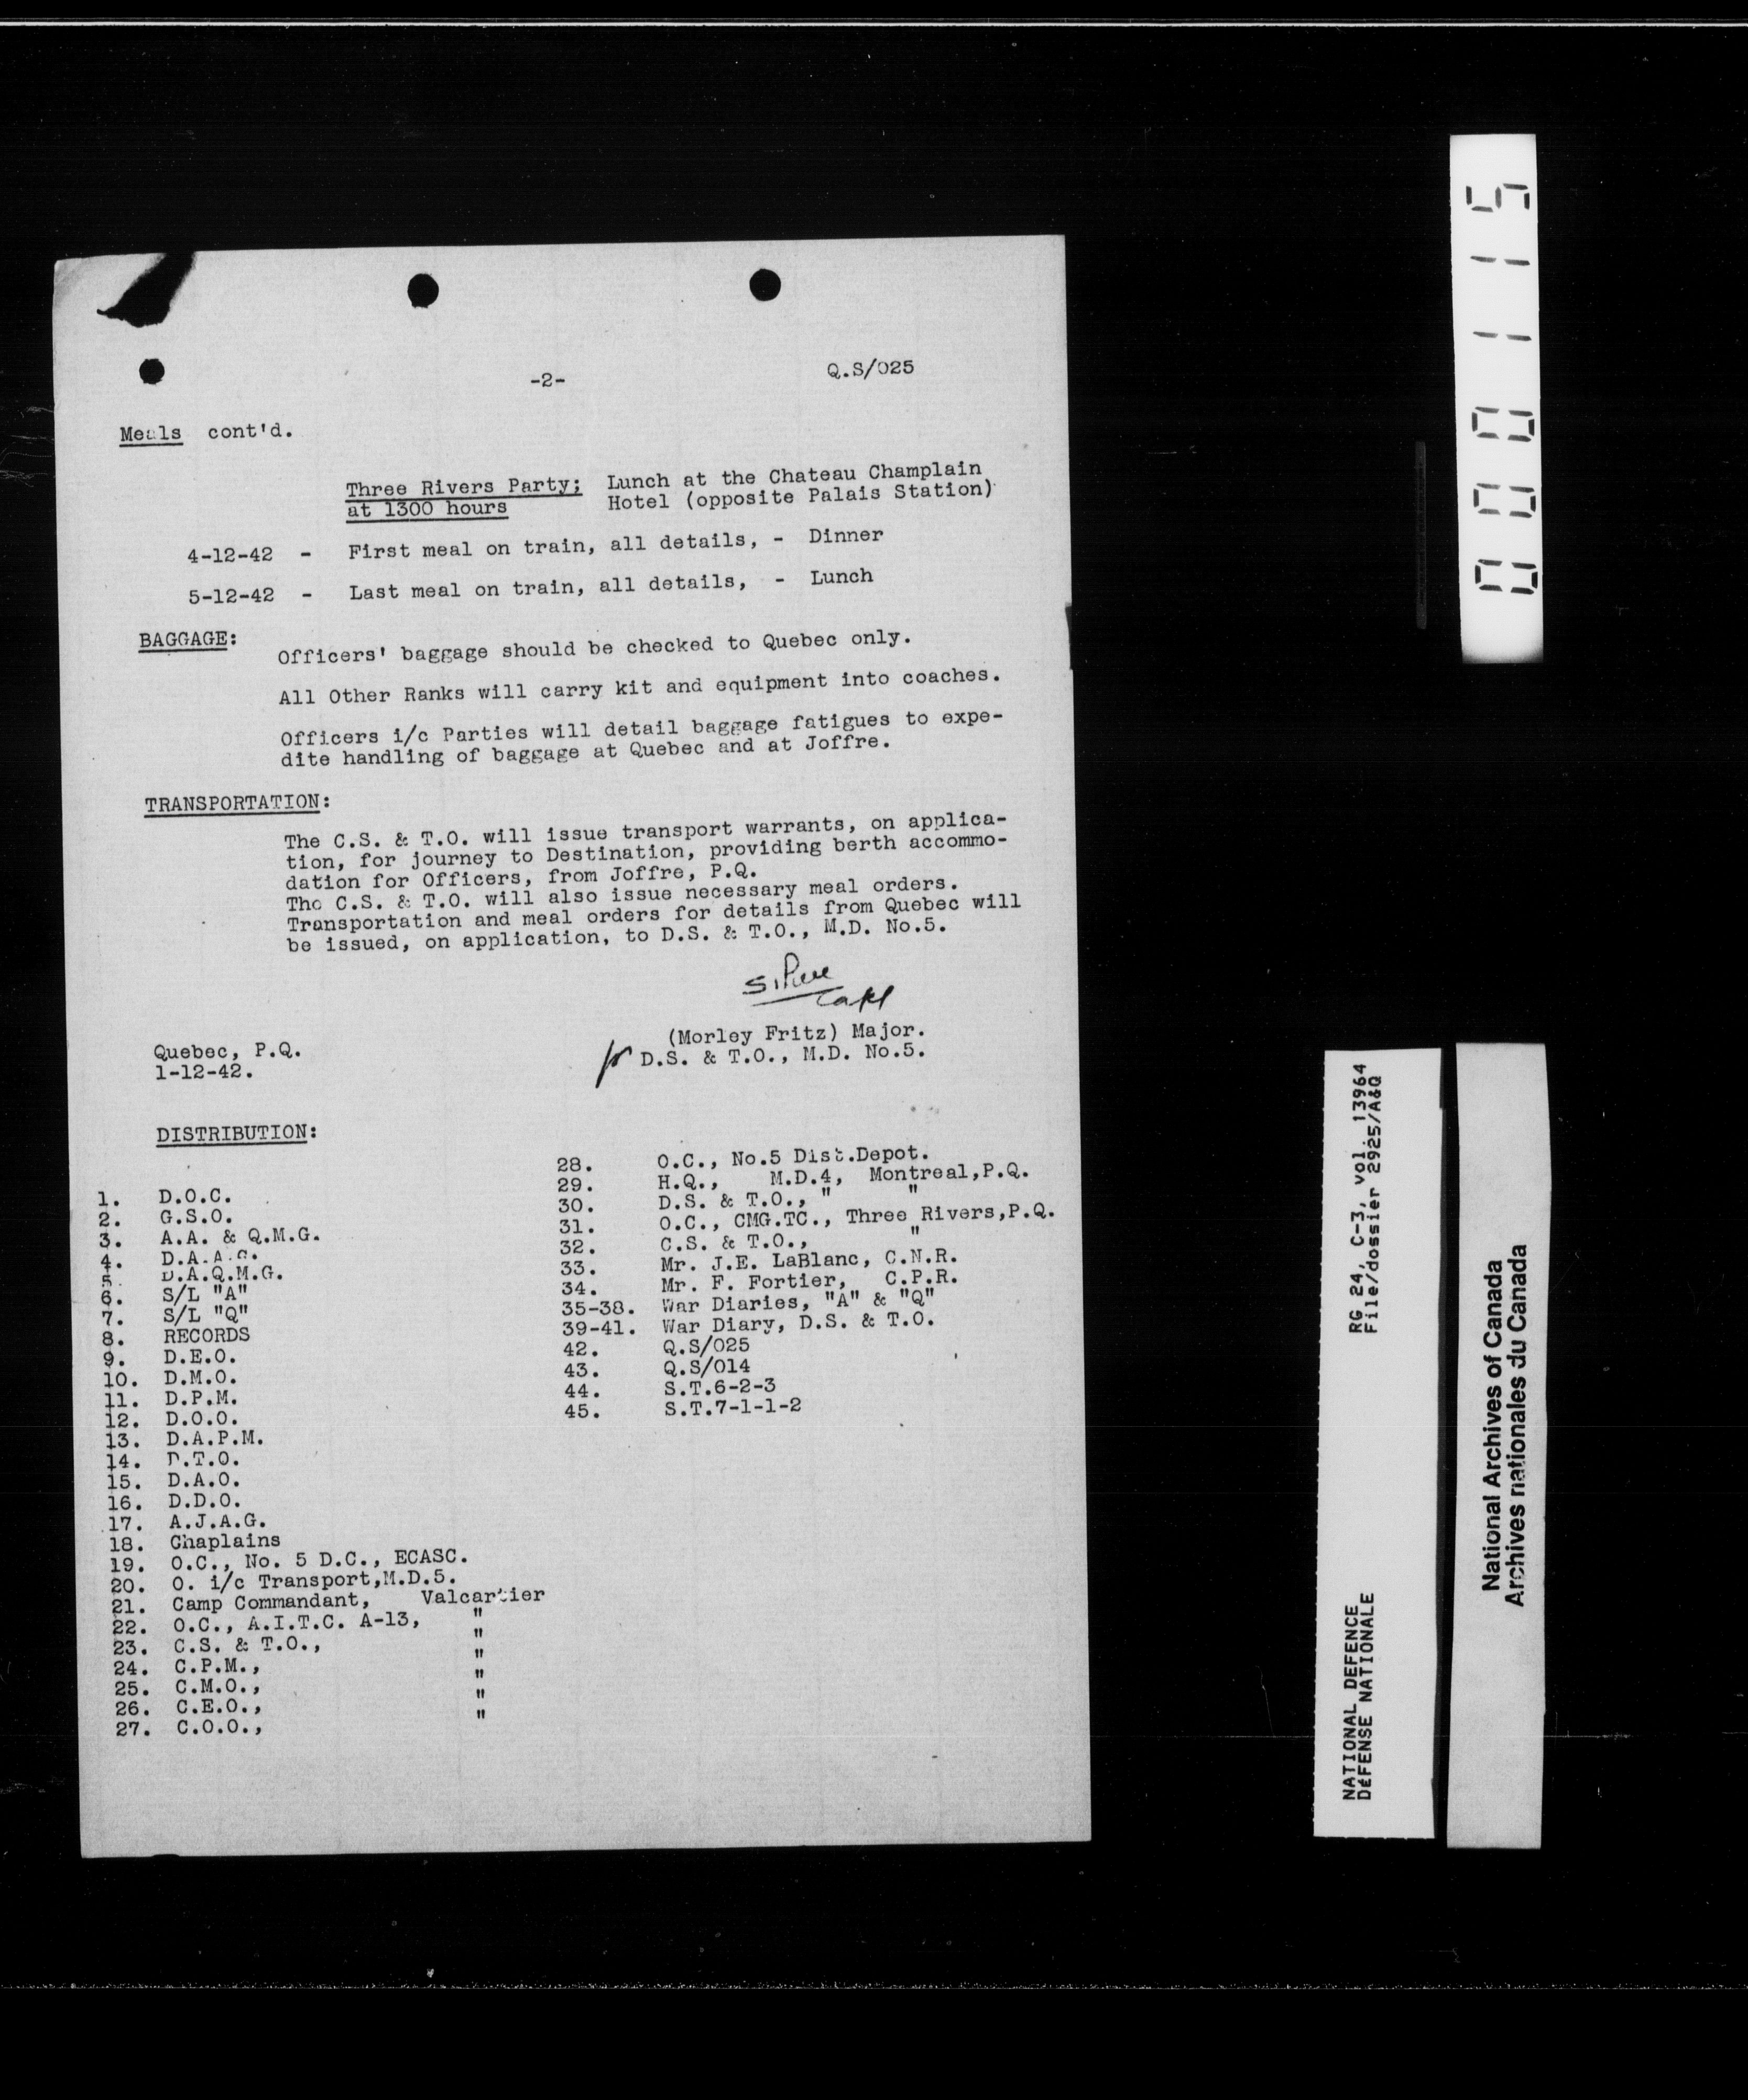 -2-
Q.S/025
Meals cont'd.
Three Rivers Party; Lunch at the Chateau Champlain
at 1300 hours Hotel (opposite Palais Station)
4-12-42 - First meal on train, all details, - Dinner
5-12-42 - Last meal on train, all details, - Lunch
BAGGAGE:
Officers' baggage should be checked to Quebec only.
All Other Ranks will carry kit and equipment into coaches.
Officers i/c Parties will detail baggage fatigues to expe-
dite handling of baggage at Quebec and at Joffre.
TRANSPORTATION:
The C.S. & T.O. will issue transport warrants, on applica-
tion, for journey to Destination, providing berth accommo-
dation for Officers, from Joffre, P.Q.
The C.S. & T.O. will also issue necessary meal orders.
Transportation and meal orders for details from Quebec will
be issued, on application, to D.S. & T.O., M.D. No.5.
Capt
(Morley Fritz) Major.
for D.S. & T.O., M.D. No.5.
Quebec, P.Q.
1-12-42.
DISTRIBUTION:
1. D.O.C.
2. G.S.O.
3. A.A. & Q.M.G.
4. D.A.A.G.
5. D.A.Q.M.G.
6. S/L "A"
7. S/L "Q"
8. RECORDS
9. D.E.O.
10. D.M.O.
11. D.P.M.
12. D.O.O.
13. D.A.P.M.
14. D.T.O.
15. D.A.O.
16. D.D.O.
17. A.J.A.G.
18. Chaplains
19. O.C., No. 5 D.C., ECASC.
20. O. i/c Transport,M.D.5.
21. Camp Commandant, Valcartier
22. O.C., A.I.T.C. A-13, "
23. C.S. & T.O., "
24. C.P.M., "
25. C.M.O., "
26. C.E.O., "
27. C.O.O., "
28. O.C., No.5 Dist.Depot.
29. H.Q., M.D.4, Montreal,P.Q.
30. D.S. & T.O., " "
31. O.C., CMG.TC., Three Rivers,P.Q.
32. C.S. & T.O., "
33. Mr. J.E. LaBlanc, C.N.R.
34. Mr. F. Fortier, C.P.R.
35-38. War Diaries, "A" & "Q"
39-41. War Diary, D.S. & T.O.
42. Q.S/025
43. Q.S/014
44. S.T.6-2-3
45. S.T.7-1-1-2
0000115
NATIONAL DEFENCE RG 24, C-3, vol. 13964
DÉFENSE NATIONALE File/dossier 2925/A&Q
National Archives of Canada
Archives nationales du Canada